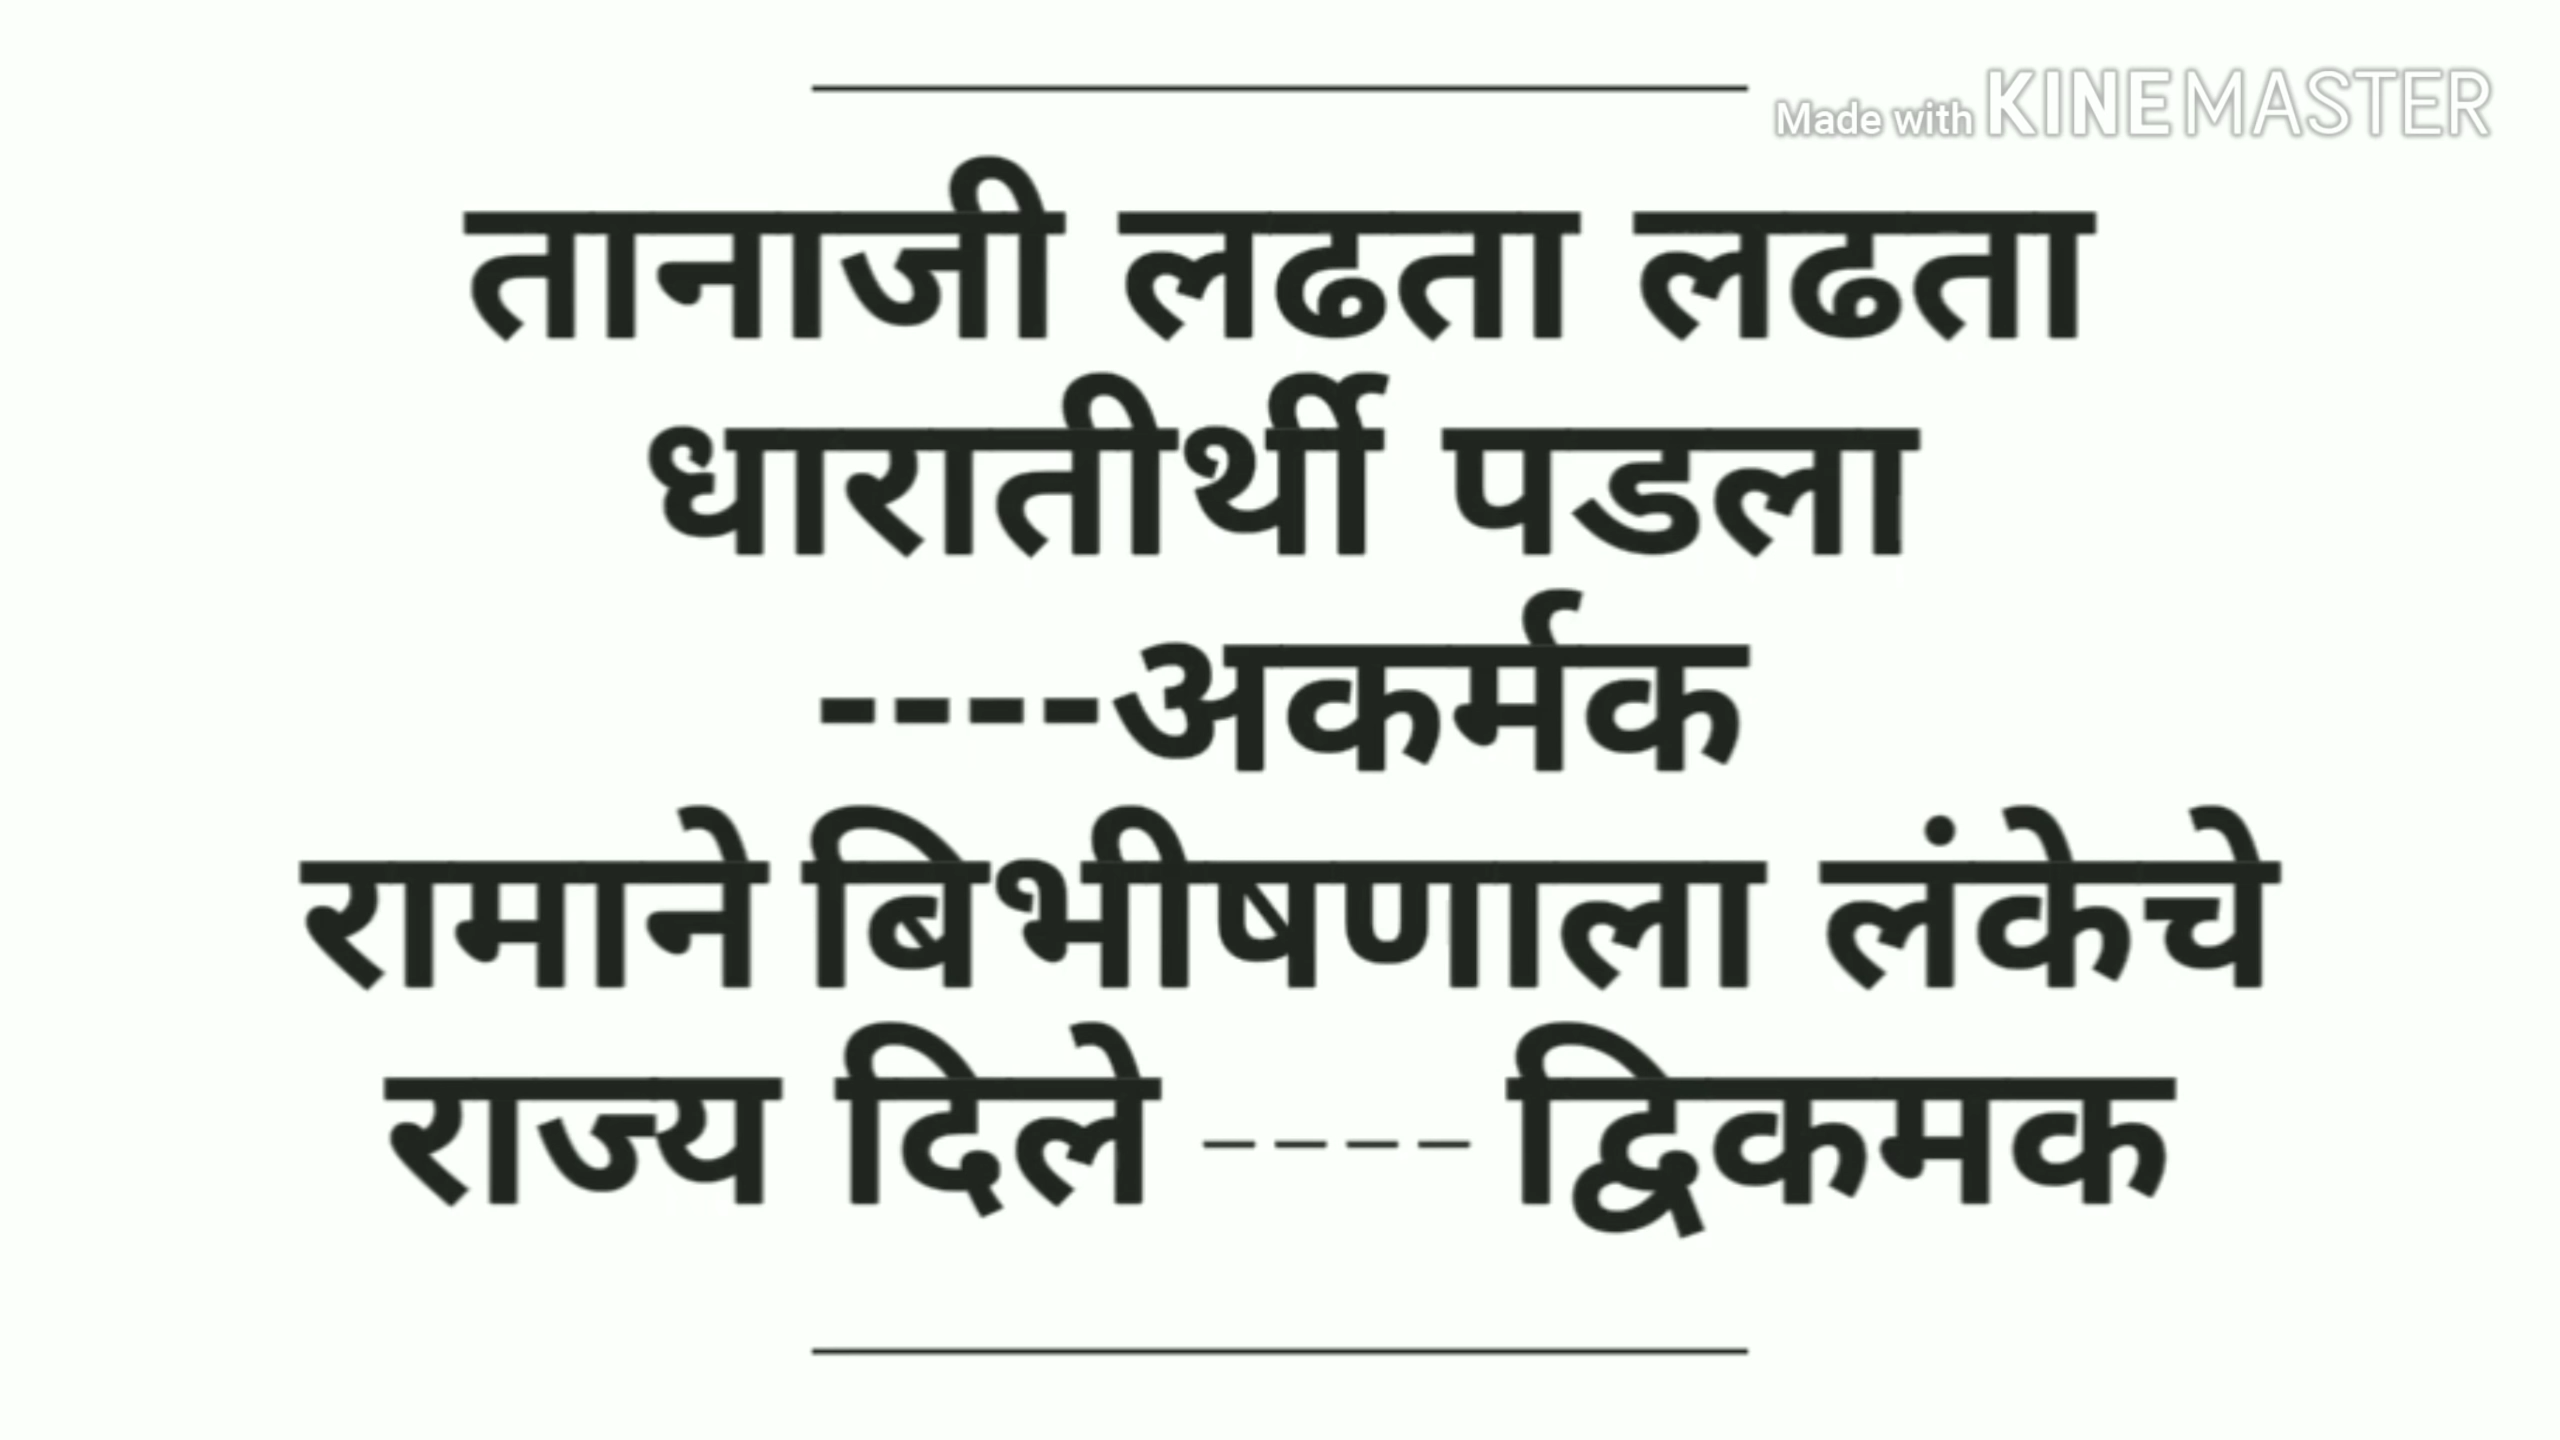 Made with KINEMASTER
तानाजी लढता लढता
धारातीर्थी पडला
----अकर्मक
रामाने बिभीषणाला लंकेचे
राज्य दिले ---- द्विकमक